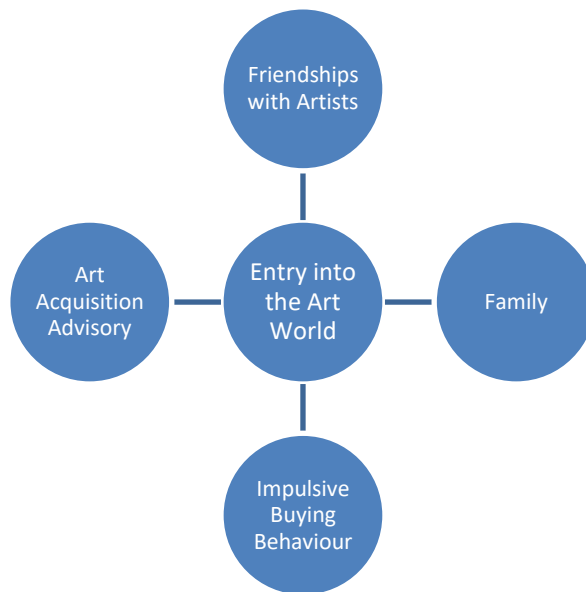 Friendships
with Artists
Art
Acquisition
Advisory
Entry into
the Art
World
Family
Impulsive
Buying
Behaviour